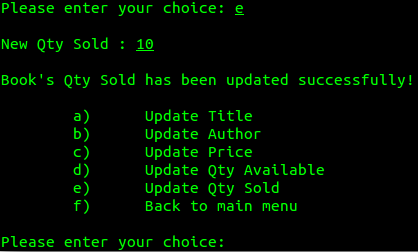 Please enter your choice: e
New Qty Sold : 10
Book's Qty Sold has been updated successfully!
a) Update Title
b) Update Author
c) Update Price
d) Update Qty Available
e) Update Qty Sold
f) Back to main menu
Please enter your choice: